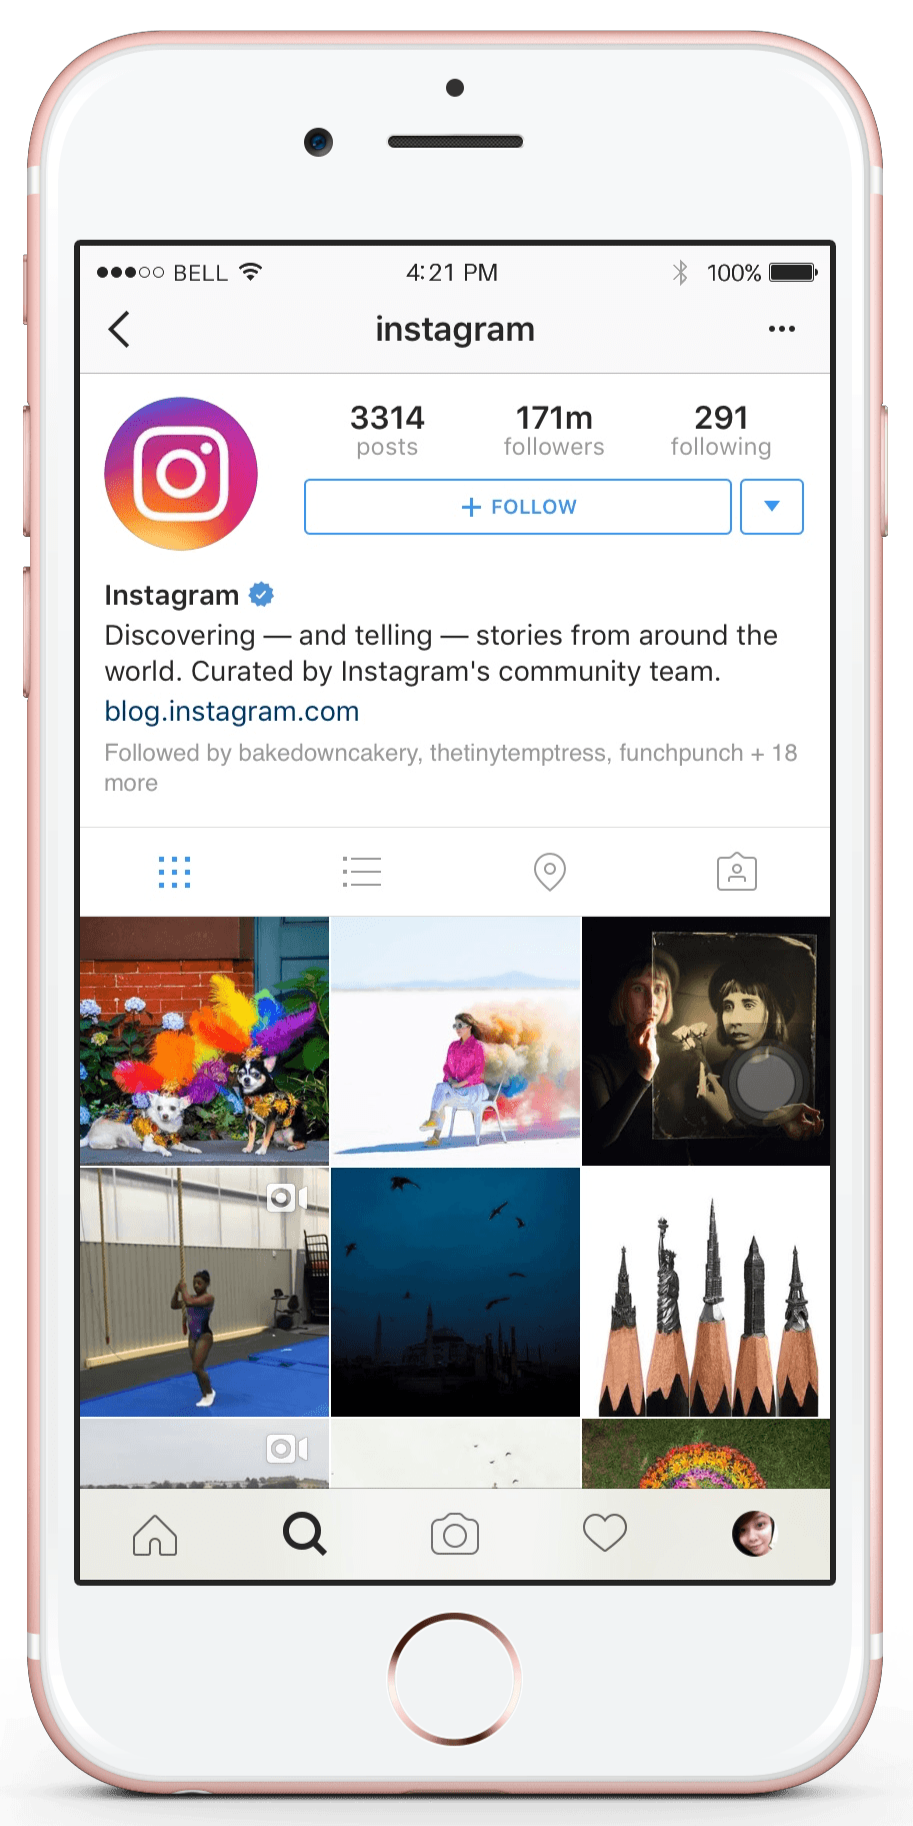 BELL 4:21 PM 100%
instagram
3314 171m 291
posts followers following
+ FOLLOW
Instagram
Discovering — and telling — stories from around the
world. Curated by Instagram's community team.
blog.instagram.com
Followed by bakedowncakery, thetinytemptress, funchpunch + 18
more